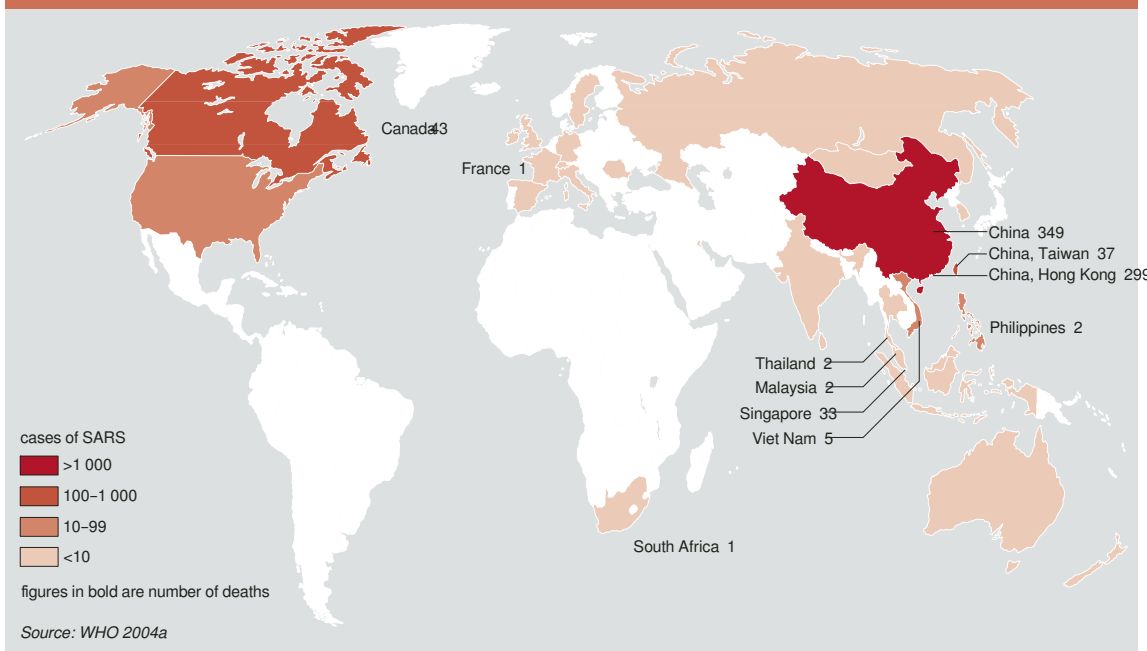 Canada 43
France 1
China 349
China, Taiwan 37
China, Hong Kong 299
Philippines 2
Thailand 2
Malaysia 2
Singapore 33
Viet Nam 5
South Africa 1
cases of SARS
>1 000
100–1 000
10–99
<10
figures in bold are number of deaths
Source: WHO 2004a